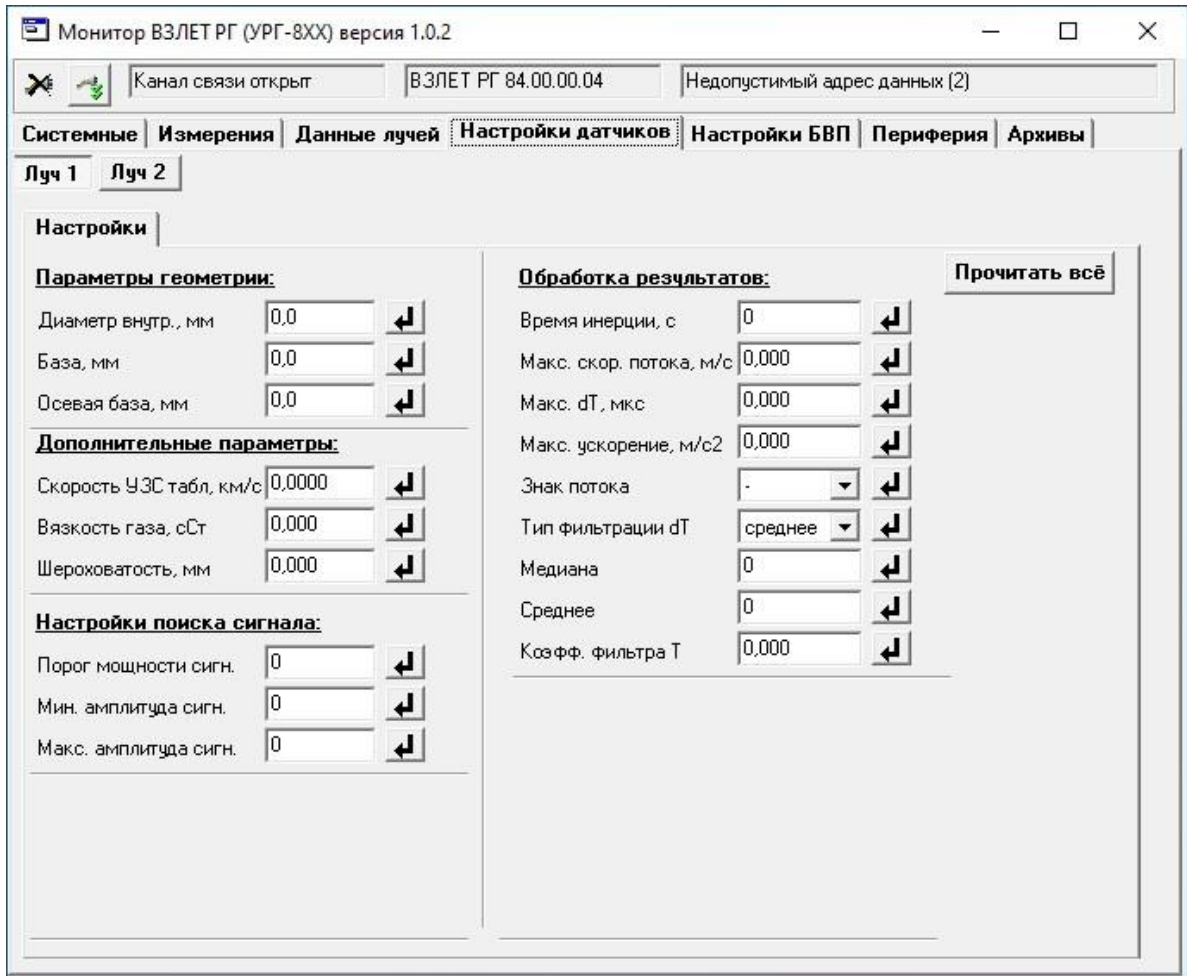 Монитор ВЗЛЕТ РГ (УРГ-8ХХ) версия 1.0.2
Канал связи открыт ВЗЛЕТ РГ 84.00.00.04 Недопустимый адрес данных (2)
Системные Измерения Данные лучей Настройки датчиков Настройки БВП Периферия Архивы
Луч 1 Луч 2
Настройки
Прочитать всё
Параметры геометрии:
Диаметр внутр., мм 0,0
База, мм 0,0
Осевая база, мм 0,0
Дополнительные параметры:
Скорость УЗС табл, км/с 0,0000
Вязкость газа, сСт 0,000
Шероховатость, мм 0,000
Настройки поиска сигнала:
Порог мощности сигн. 0
Мин. амплитуда сигн. 0
Макс. амплитуда сигн. 0
Обработка результатов:
Время инерции, с 0
Макс. скор. потока, м/с 0,000
Макс. dT, мкс 0,000
Макс. ускорение, м/с2 0,000
Знак потока -
Тип фильтрации dT среднее
Медиана 0
Среднее 0
Коэфф. фильтра Т 0,000